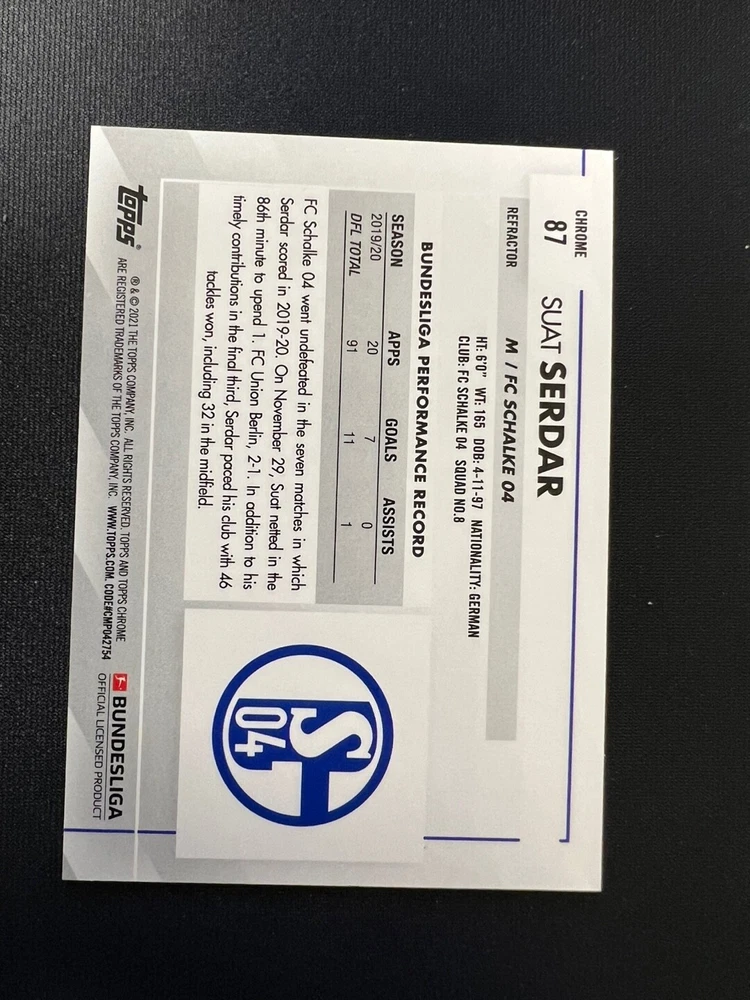 CHROME
87
REFRACTOR
SUAT SERDAR
M / FC SCHALKE 04
HT: 6'0" WT: 165 DOB: 4-11-97 NATIONALITY: GERMAN
CLUB: FC SCHALKE 04 SQUAD NO.8
BUNDESLIGA PERFORMANCE RECORD
SEASON APPS GOALS ASSISTS
2019/20 20 7 0
DFL TOTAL 91 11 1
FC Schalke 04 went undefeated in the seven matches in which
Serdar scored in 2019-20. On November 29, Suat netted in the
86th minute to upend 1. FC Union Berlin, 2-1. In addition to his
timely contributions in the final third, Serdar paced his club with 46
tackles won, including 32 in the midfield.
S
04
topps®
® & © 2021 THE TOPPS COMPANY, INC. ALL RIGHTS RESERVED. TOPPS AND TOPPS CHROME
ARE REGISTERED TRADEMARKS OF THE TOPPS COMPANY, INC. WWW.TOPPS.COM. CODE#CMP042754
BUNDESLIGA
OFFICIAL LICENSED PRODUCT